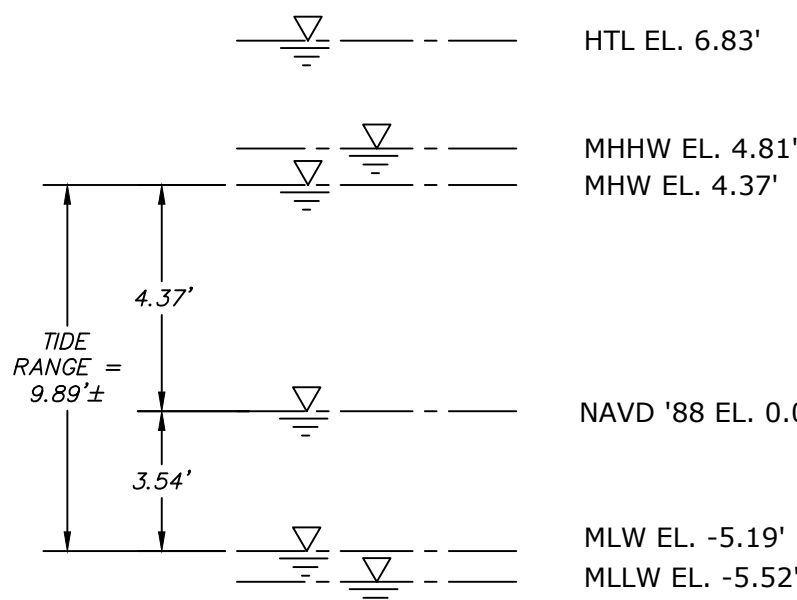 HTL EL. 6.83'
MHHW EL. 4.81'
MHW EL. 4.37'
4.37'
TIDE
RANGE =
9.89'±
NAVD '88 EL. 0.0
3.54'
MLW EL. -5.19'
MLLW EL. -5.52'